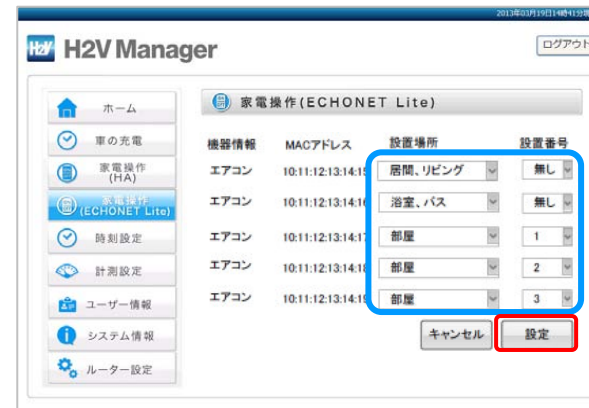 2013年03月19日14時41分
H2V H2V Manager
ログアウト
ホーム
車の充電
家電操作
(HA)
家電操作
(ECHONET Lite)
時刻設定
計測設定
ユーザー情報
システム情報
ルーター設定
家電操作(ECHONET Lite)
機器情報 MACアドレス 設置場所 設置番号
エアコン 10:11:12:13:14:15 居間、リビング 無し
エアコン 10:11:12:13:14:16 浴室、バス 無し
エアコン 10:11:12:13:14:17 部屋 1
エアコン 10:11:12:13:14:18 部屋 2
エアコン 10:11:12:13:14:19 部屋 3
キャンセル 設定